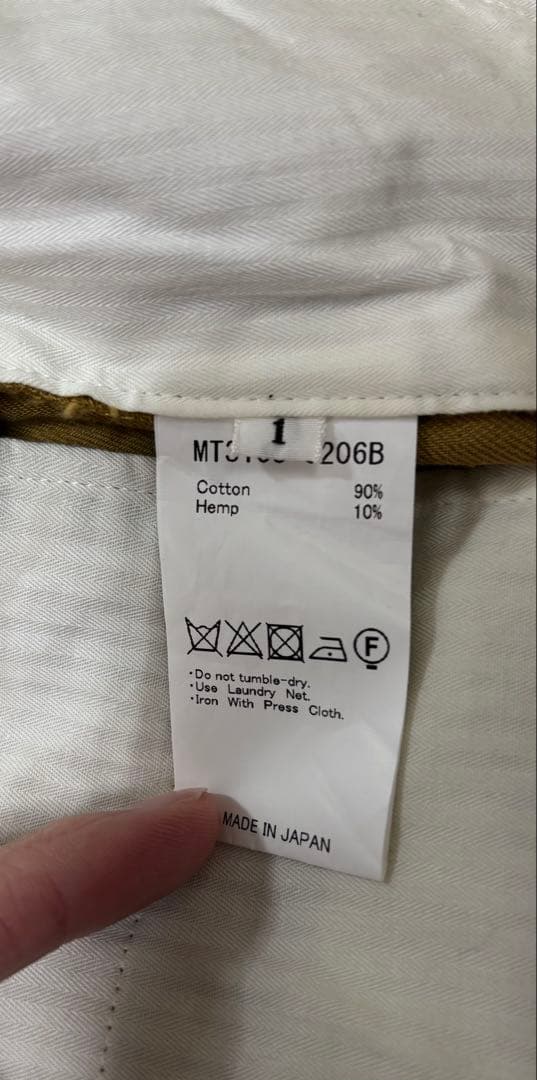 1
206B
Cotton 90%
Hemp 10%
F
·Do not tumble-dry.
·Use Laundry Net.
·Iron With Press Cloth.
MADE IN JAPAN